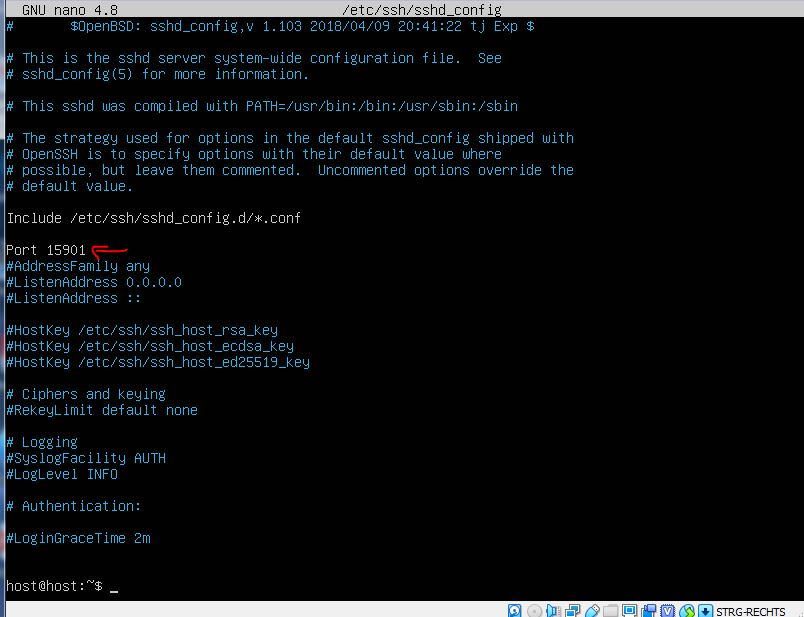 GNU nano 4.8 /etc/ssh/sshd_config
# $OpenBSD: sshd_config,v 1.103 2018/04/09 20:41:22 tj Exp $
# This is the sshd server system-wide configuration file. See
# sshd_config(5) for more information.
# This sshd was compiled with PATH=/usr/bin:/bin:/usr/sbin:/sbin
# The strategy used for options in the default sshd_config shipped with
# OpenSSH is to specify options with their default value where
# possible, but leave them commented. Uncommented options override the
# default value.
Include /etc/ssh/sshd_config.d/*.conf
Port 15901
#AddressFamily any
#ListenAddress 0.0.0.0
#ListenAddress ::
#HostKey /etc/ssh/ssh_host_rsa_key
#HostKey /etc/ssh/ssh_host_ecdsa_key
#HostKey /etc/ssh/ssh_host_ed25519_key
# Ciphers and keying
#RekeyLimit default none
# Logging
#SyslogFacility AUTH
#LogLevel INFO
# Authentication:
#LoginGraceTime 2m
host@host:~$ _
STRG-RECHTS